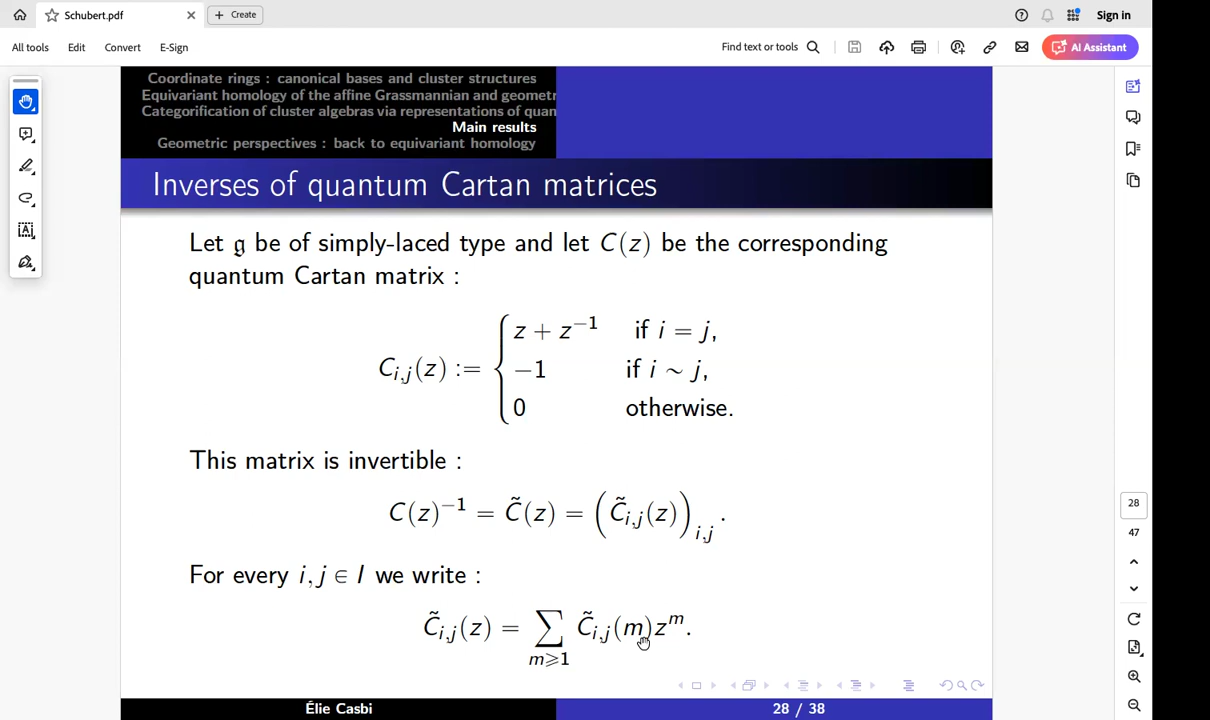 Schubert.pdf
Create
Sign in
All tools Edit Convert E-Sign
Find text or tools
AI Assistant
Coordinate rings : canonical bases and cluster structures
Equivariant homology of the affine Grassmannian and geometr
Categorification of cluster algebras via representations of quan
Main results
Geometric perspectives : back to equivariant homology
Inverses of quantum Cartan matrices
Let 𝔤 be of simply-laced type and let C(z) be the corresponding
quantum Cartan matrix :
C_{i,j}(z) := { z + z^{-1} if i = j,
−1 if i ∼ j,
0 otherwise.
This matrix is invertible :
C(z)^{-1} = C̃(z) = (C̃_{i,j}(z))_{i,j}.
For every i, j ∈ I we write :
C̃_{i,j}(z) = ∑_{m⩾1} C̃_{i,j}(m)z^m.
Élie Casbi
28 / 38
28
47